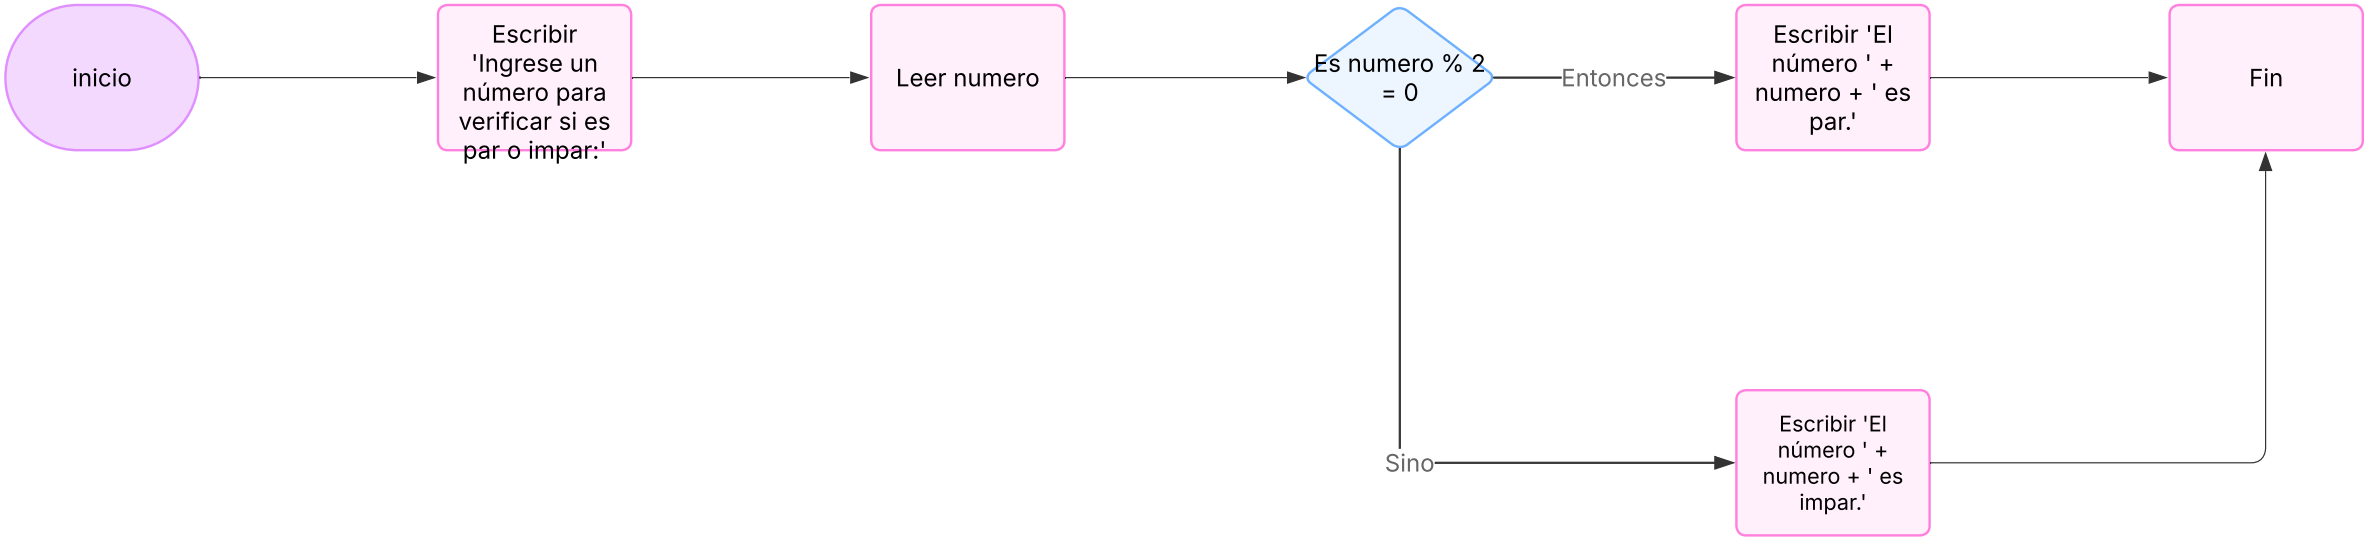 inicio
Escribir
'Ingrese un
número para
verificar si es
par o impar:'
Leer numero
Es numero % 2
= 0
Entonces
Escribir 'El
número ' +
numero + ' es
par.'
Fin
Sino
Escribir 'El
número ' +
numero + ' es
impar.'